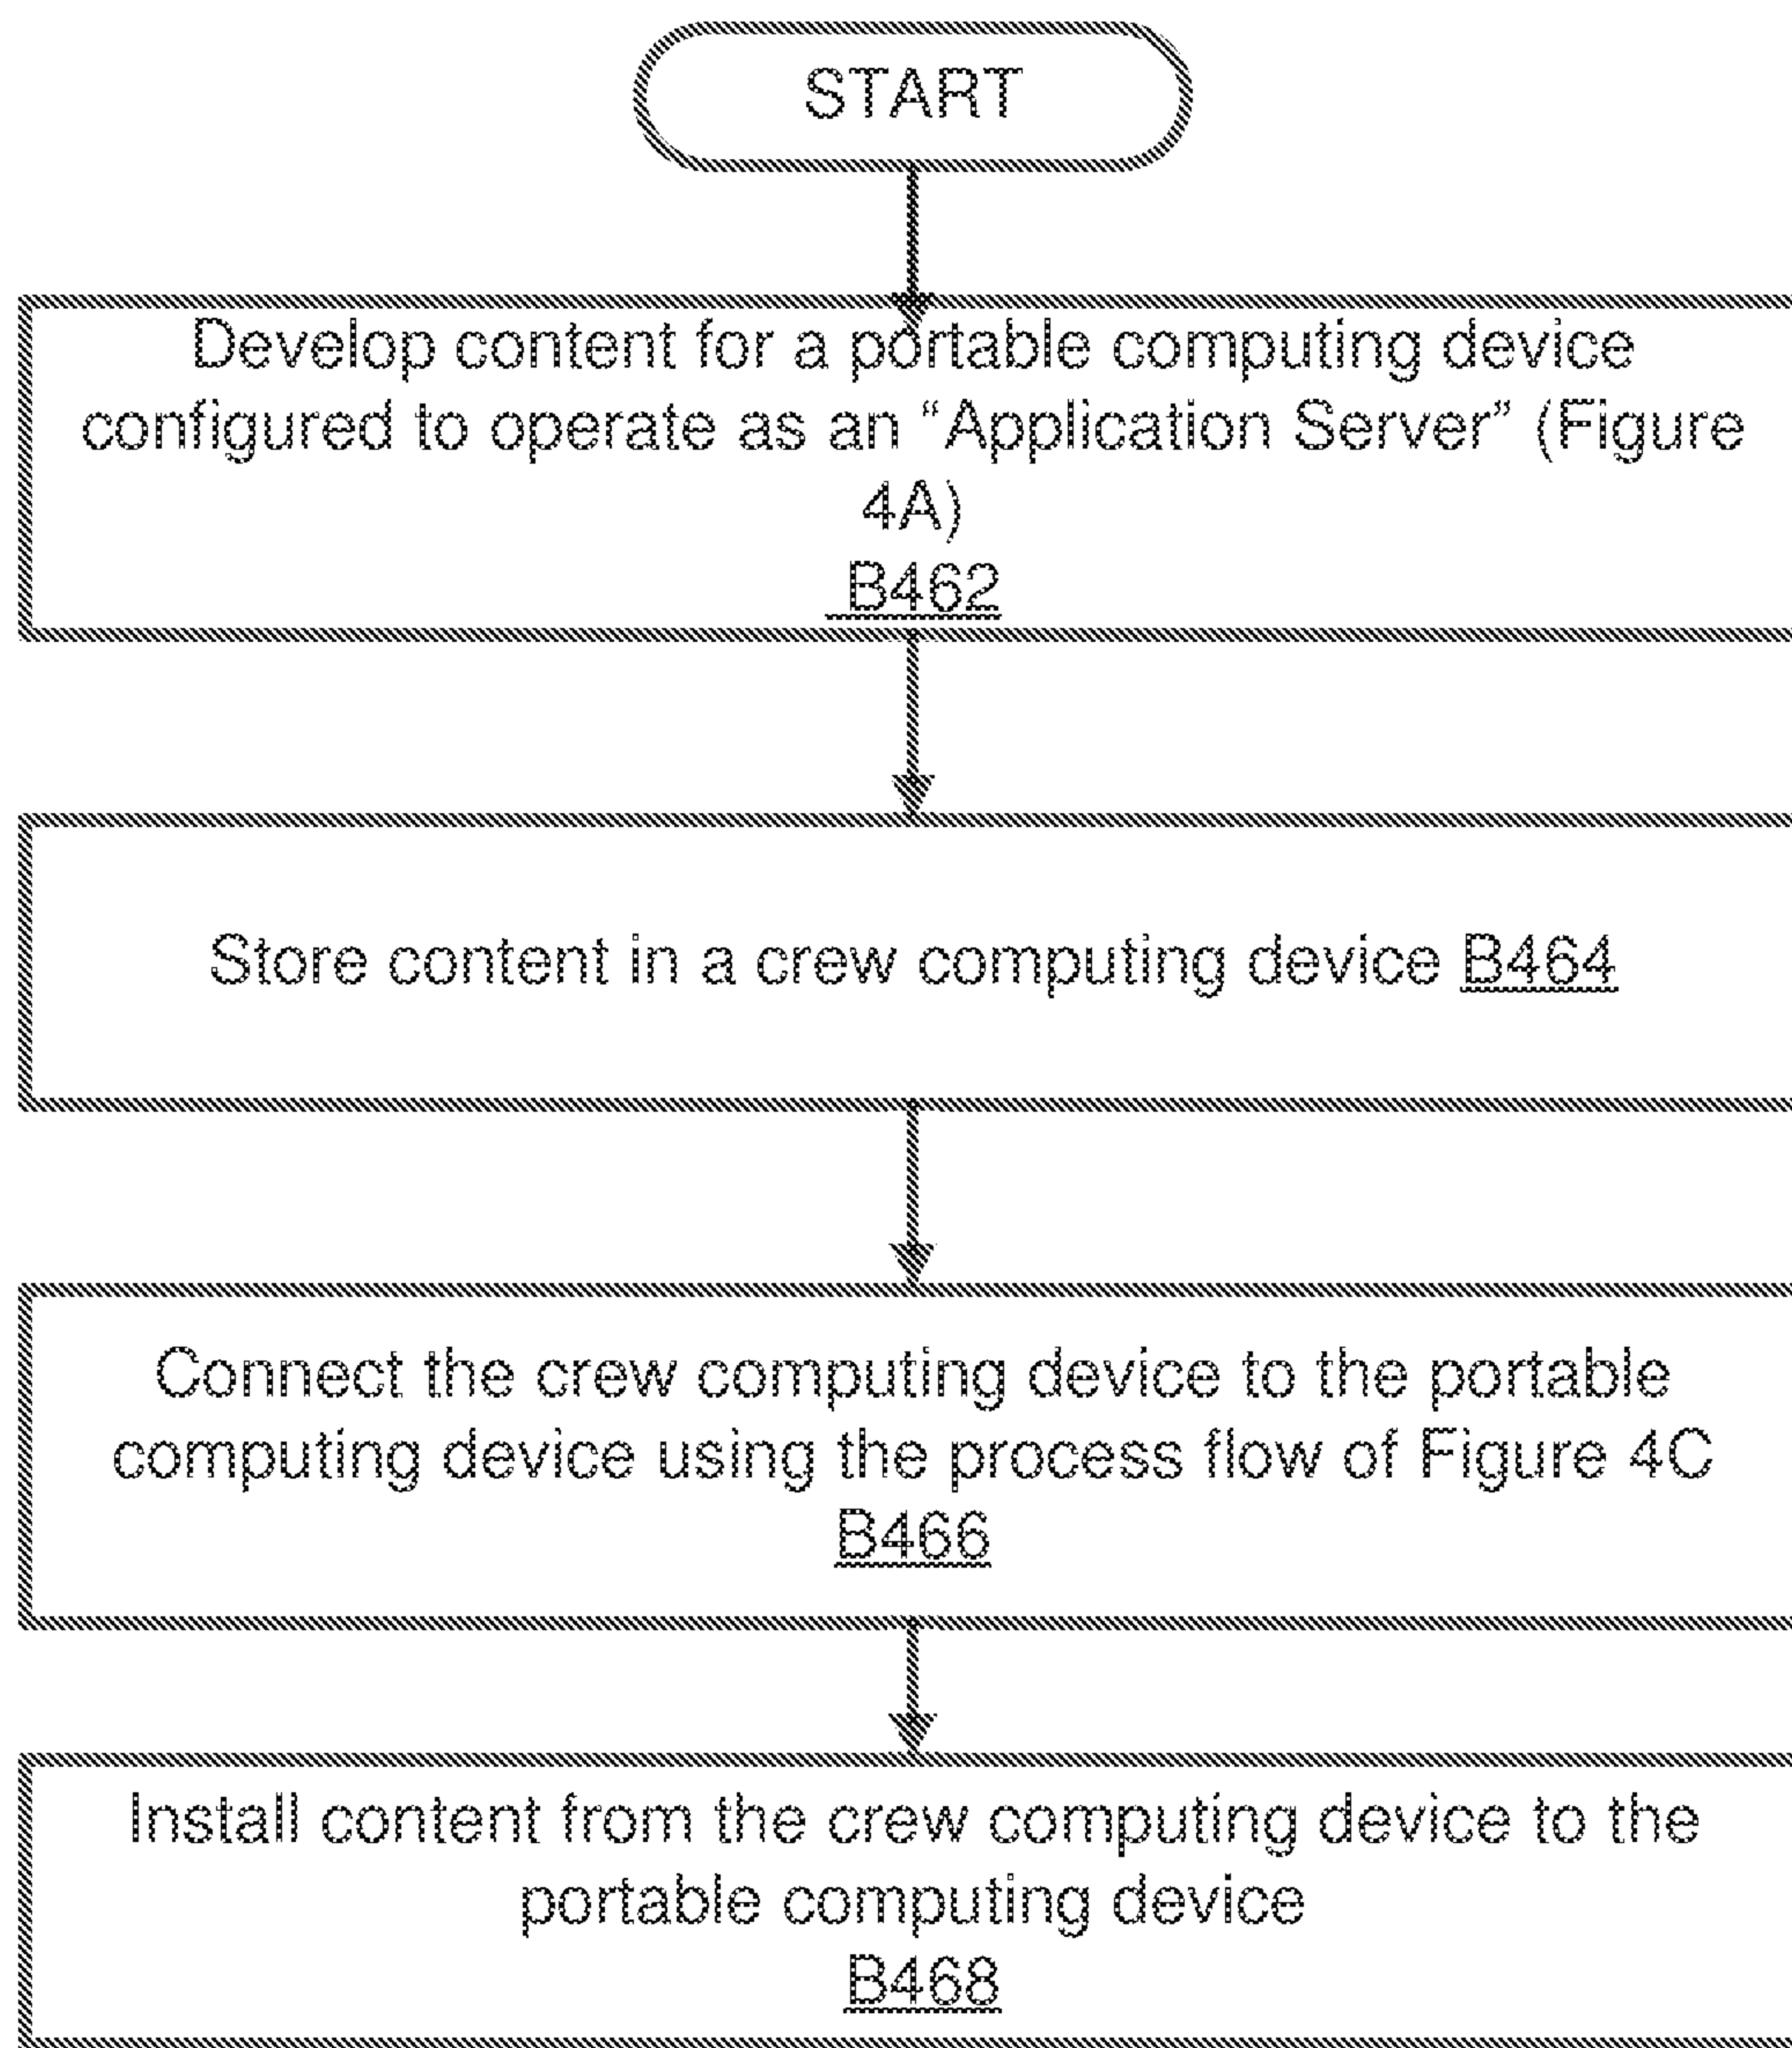 START
Develop content for a portable computing device
configured to operate as an “Application Server” (Figure
4A)
B462
Store content in a crew computing device B464
Connect the crew computing device to the portable
computing device using the process flow of Figure 4C
B466
Install content from the crew computing device to the
portable computing device
B468